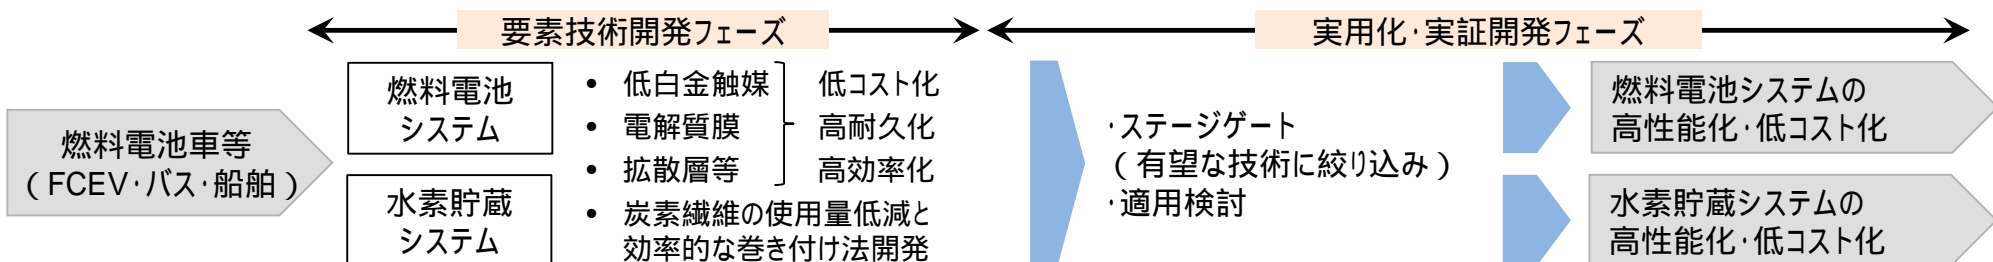 要素技術開発フェーズ
実用化･実証開発フェーズ
燃料電池車等
(FCEV･バス･船舶)
燃料電池
システム
• 低白金触媒
• 電解質膜
• 拡散層等
低コスト化
高耐久化
高効率化
水素貯蔵
システム
• 炭素繊維の使用量低減と
効率的な巻き付け法開発
･ステージゲート
(有望な技術に絞り込み)
･適用検討
燃料電池システムの
高性能化･低コスト化
水素貯蔵システムの
高性能化･低コスト化